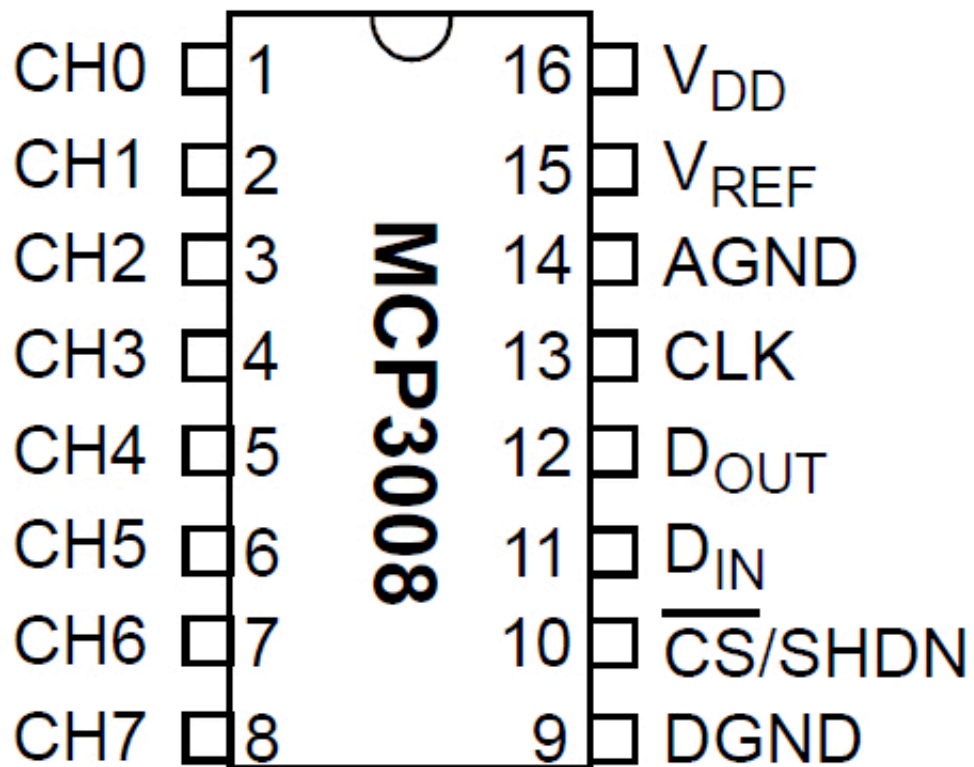 CH0 1 16 VDD
CH1 2 15 VREF
CH2 3 14 AGND
CH3 4 13 CLK
CH4 5 12 DOUT
CH5 6 11 DIN
CH6 7 10 C̅S̅/SHDN
CH7 8 9 DGND
MCP3008